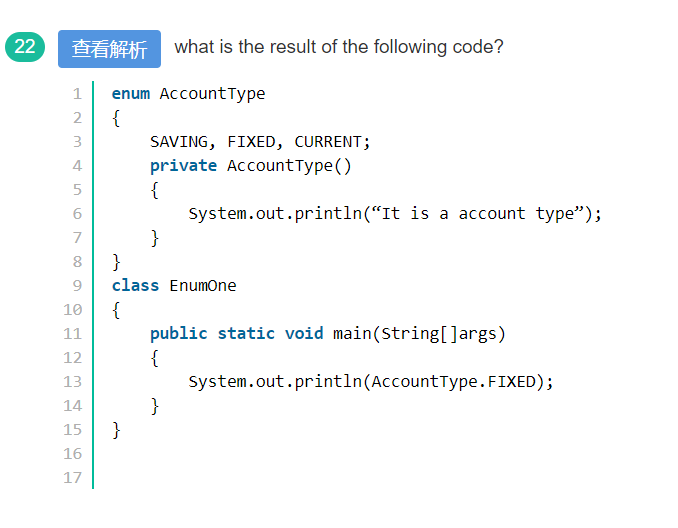 22 查看解析 what is the result of the following code?
1 enum AccountType
2 {
3 SAVING, FIXED, CURRENT;
4 private AccountType()
5 {
6 System.out.println(“It is a account type”);
7 }
8 }
9 class EnumOne
10 {
11 public static void main(String[]args)
12 {
13 System.out.println(AccountType.FIXED);
14 }
15 }
16
17